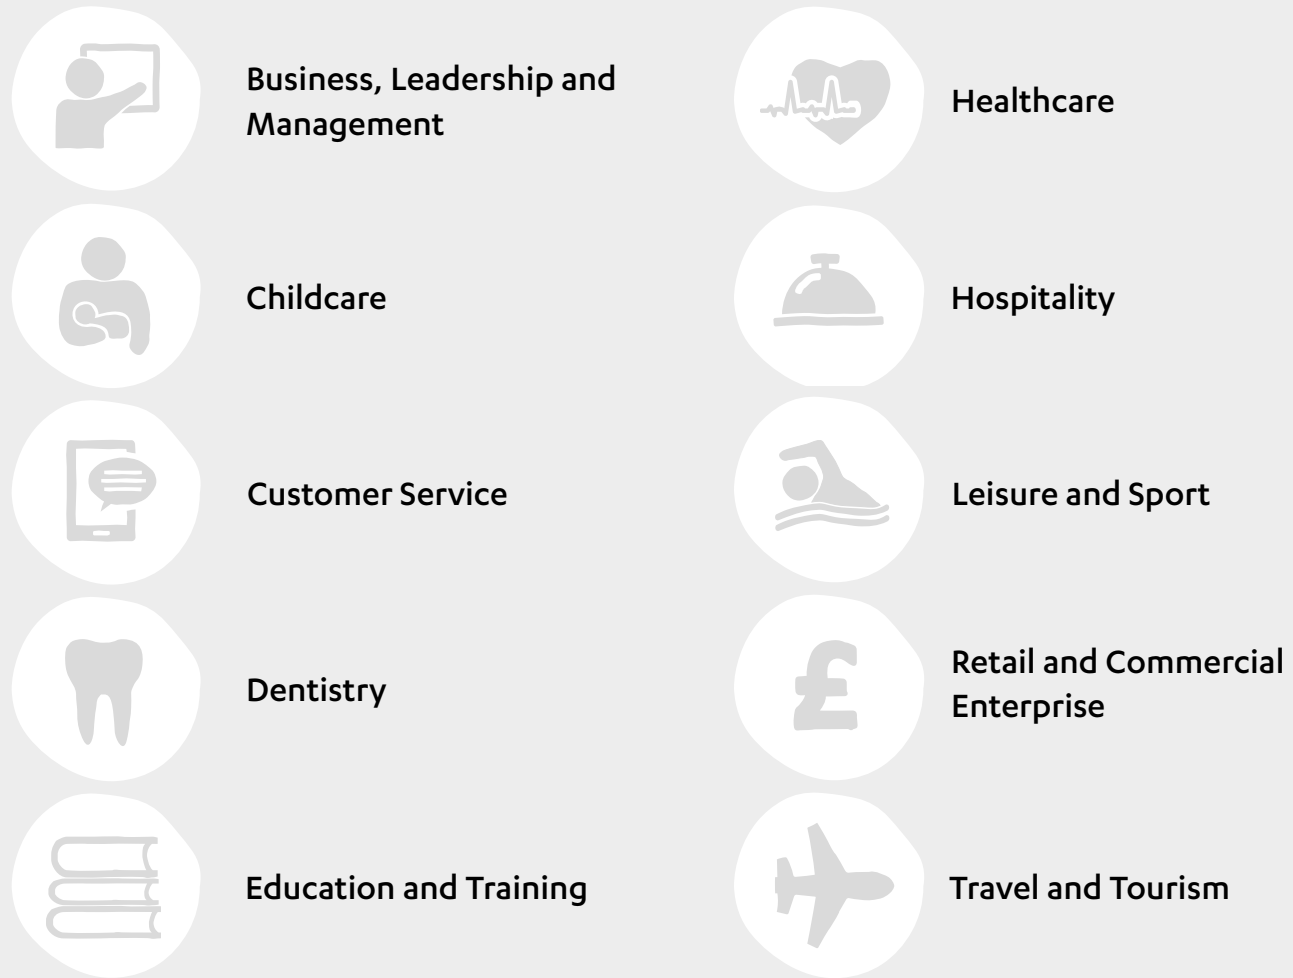 Business, Leadership and
Management
Childcare
Customer Service
Dentistry
Education and Training
Healthcare
Hospitality
Leisure and Sport
Retail and Commercial
Enterprise
Travel and Tourism